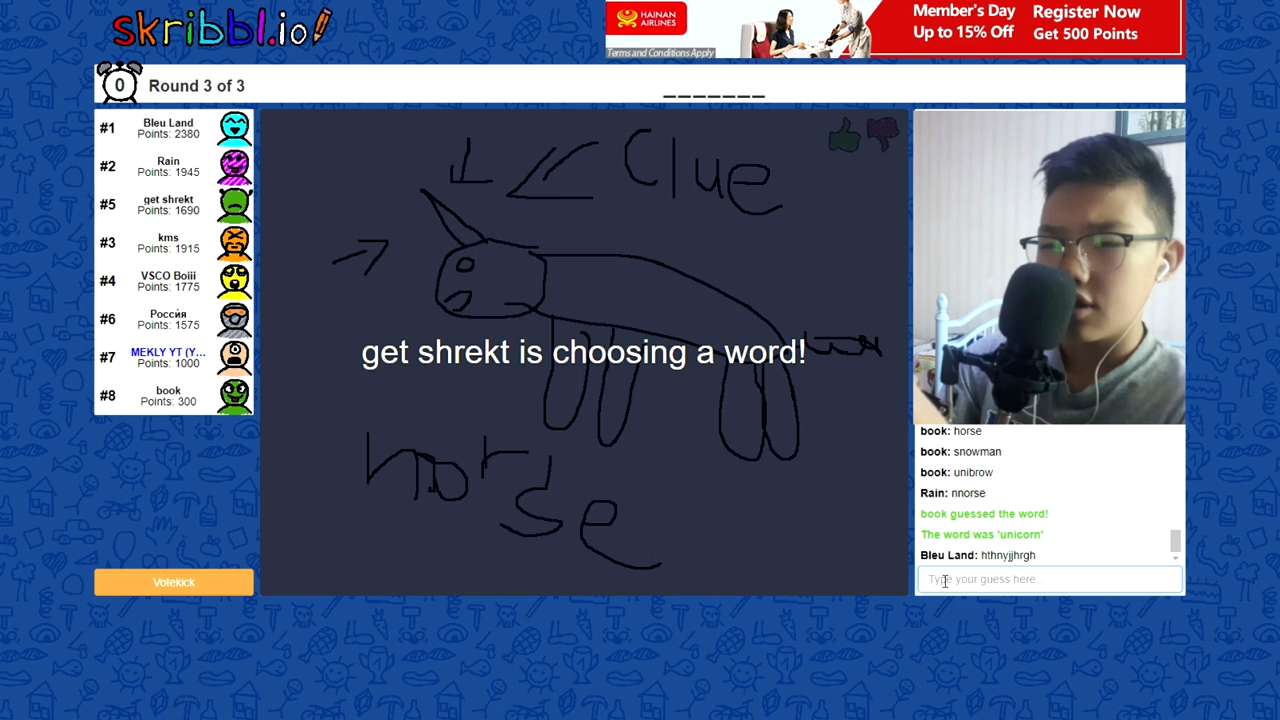 skribbl.io
HAINAN AIRLINES
Terms and Conditions Apply
Member's Day
Up to 15% Off
Register Now
Get 500 Points
0
Round 3 of 3
_______
#1
Bleu Land
Points: 2380
#2
Rain
Points: 1945
#5
get shrekt
Points: 1690
#3
kms
Points: 1915
#4
VSCO Boiii
Points: 1775
#6
Россия
Points: 1575
#7
MEKLY YT (Y...
Points: 1000
#8
book
Points: 300
Votekick
Clue
get shrekt is choosing a word!
horse
book: horse
book: snowman
book: unibrow
Rain: nnorse
book guessed the word!
The word was 'unicorn'
Bleu Land: hthnyjjhrgh
Type your guess here...